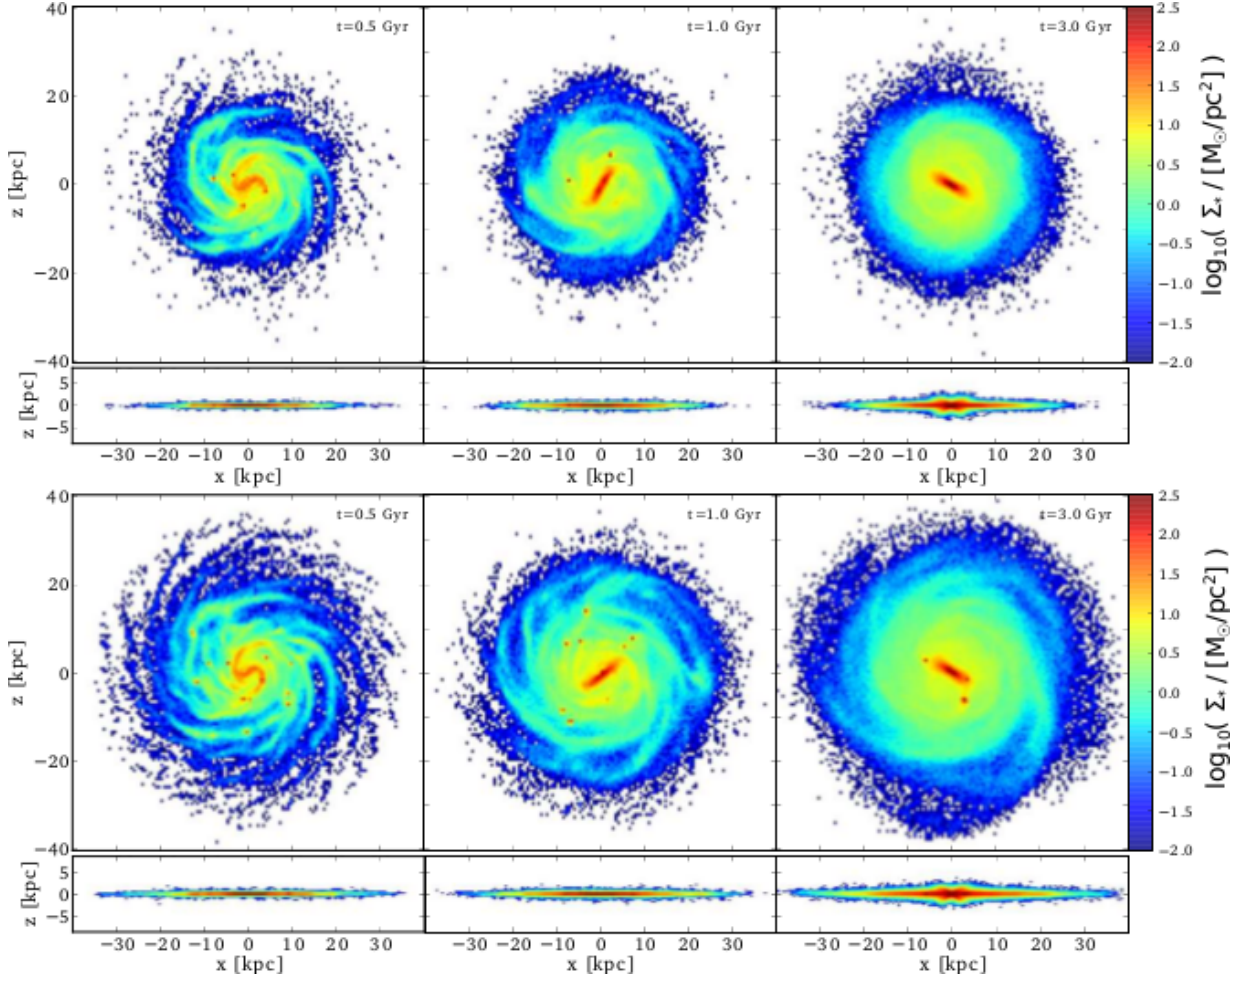 t=0.5 Gyr
t=1.0 Gyr
t=3.0 Gyr
40
20
0
−20
−40
z [kpc]
2.5
2.0
1.5
1.0
0.5
0.0
−0.5
−1.0
−1.5
−2.0
log₁₀( Σ⋆ / [M☉/pc²] )
5
0
−5
z [kpc]
−30 −20 −10 0 10 20 30
−30 −20 −10 0 10 20 30
−30 −20 −10 0 10 20 30
x [kpc]
x [kpc]
x [kpc]
t=0.5 Gyr
t=1.0 Gyr
t=3.0 Gyr
40
20
0
−20
−40
z [kpc]
2.5
2.0
1.5
1.0
0.5
0.0
−0.5
−1.0
−1.5
−2.0
log₁₀( Σ⋆ / [M☉/pc²] )
5
0
−5
z [kpc]
−30 −20 −10 0 10 20 30
−30 −20 −10 0 10 20 30
−30 −20 −10 0 10 20 30
x [kpc]
x [kpc]
x [kpc]